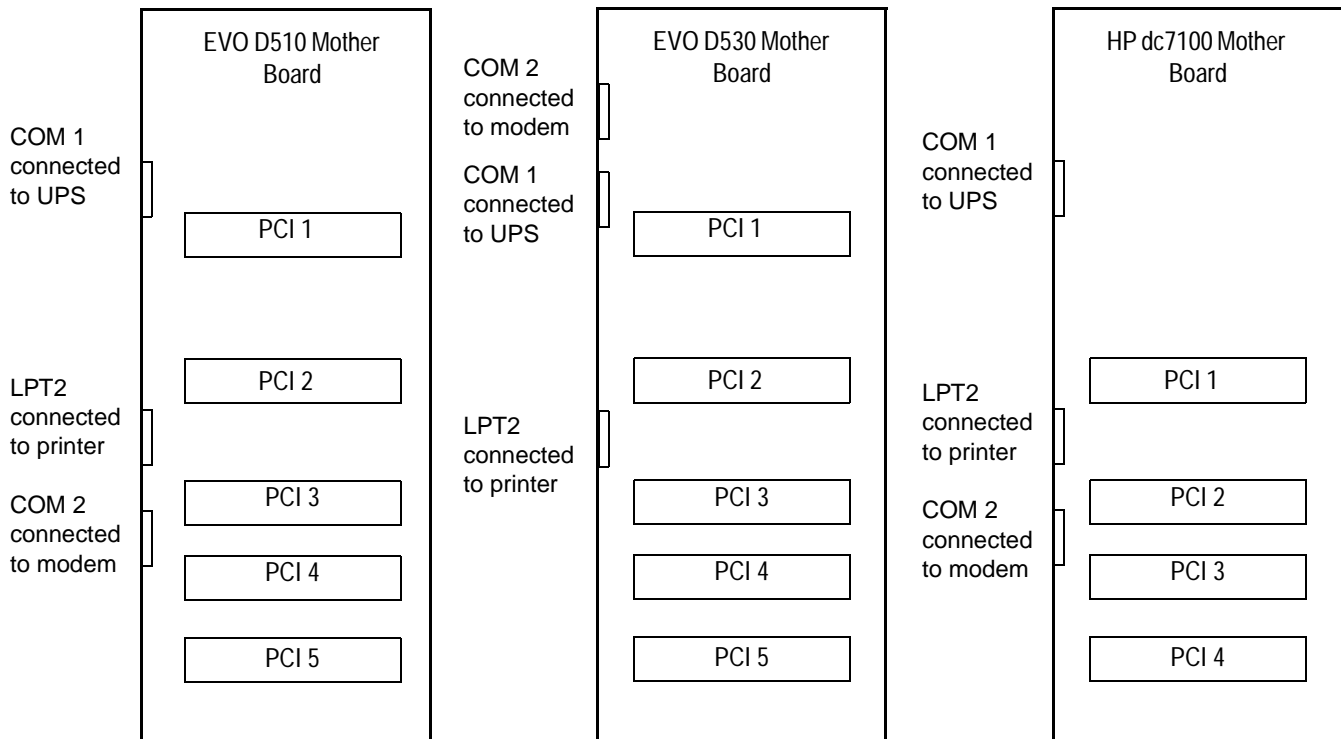 EVO D510 Mother
Board
COM 1
connected
to UPS
PCI 1
PCI 2
LPT2
connected
to printer
PCI 3
COM 2
connected
to modem
PCI 4
PCI 5
EVO D530 Mother
Board
COM 2
connected
to modem
COM 1
connected
to UPS
PCI 1
PCI 2
LPT2
connected
to printer
PCI 3
PCI 4
PCI 5
HP dc7100 Mother
Board
COM 1
connected
to UPS
PCI 1
LPT2
connected
to printer
PCI 2
COM 2
connected
to modem
PCI 3
PCI 4